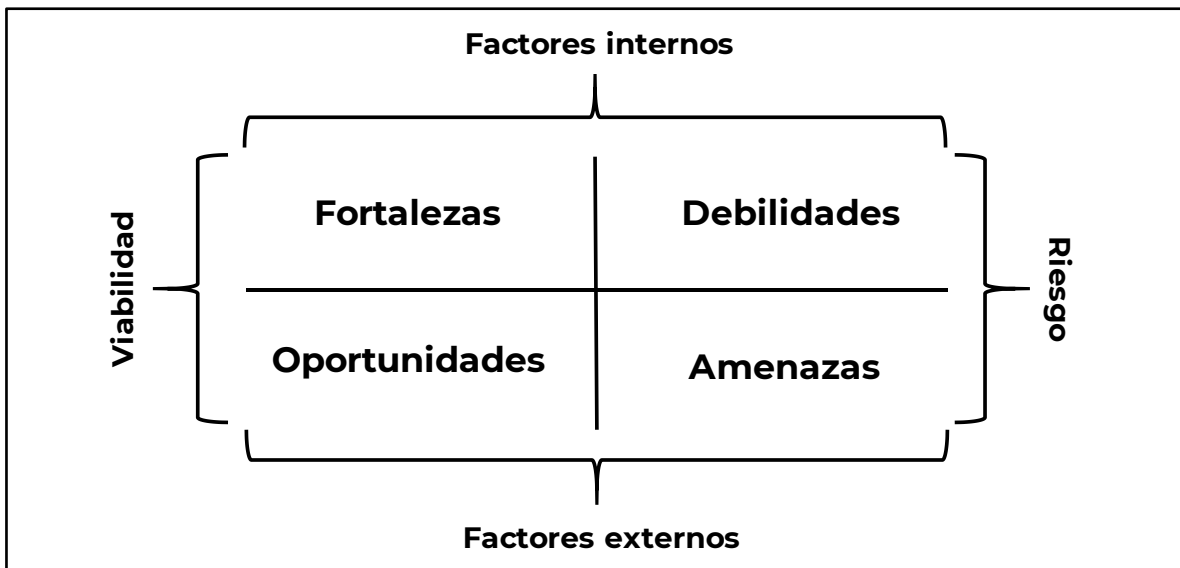 Factores internos
Fortalezas
Debilidades
Viabilidad
Riesgo
Oportunidades
Amenazas
Factores externos